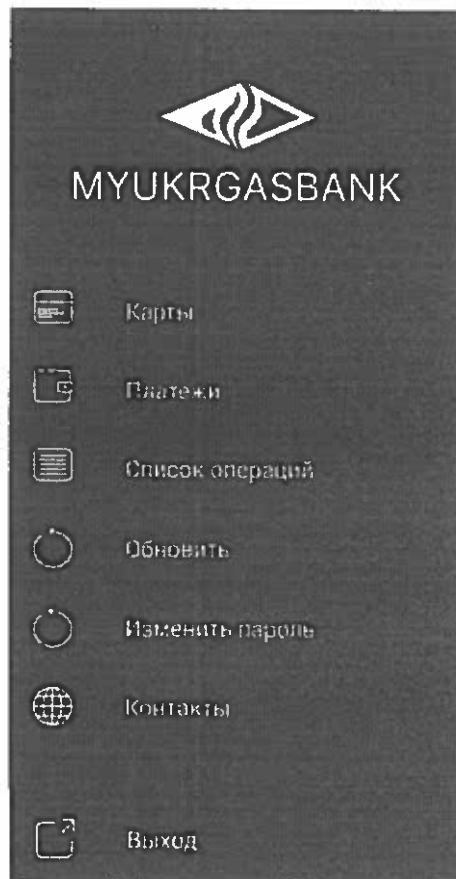 MYUKRGASBANK
Карты
Платежи
Список операций
Обновить
Изменить пароль
Контакты
Выход